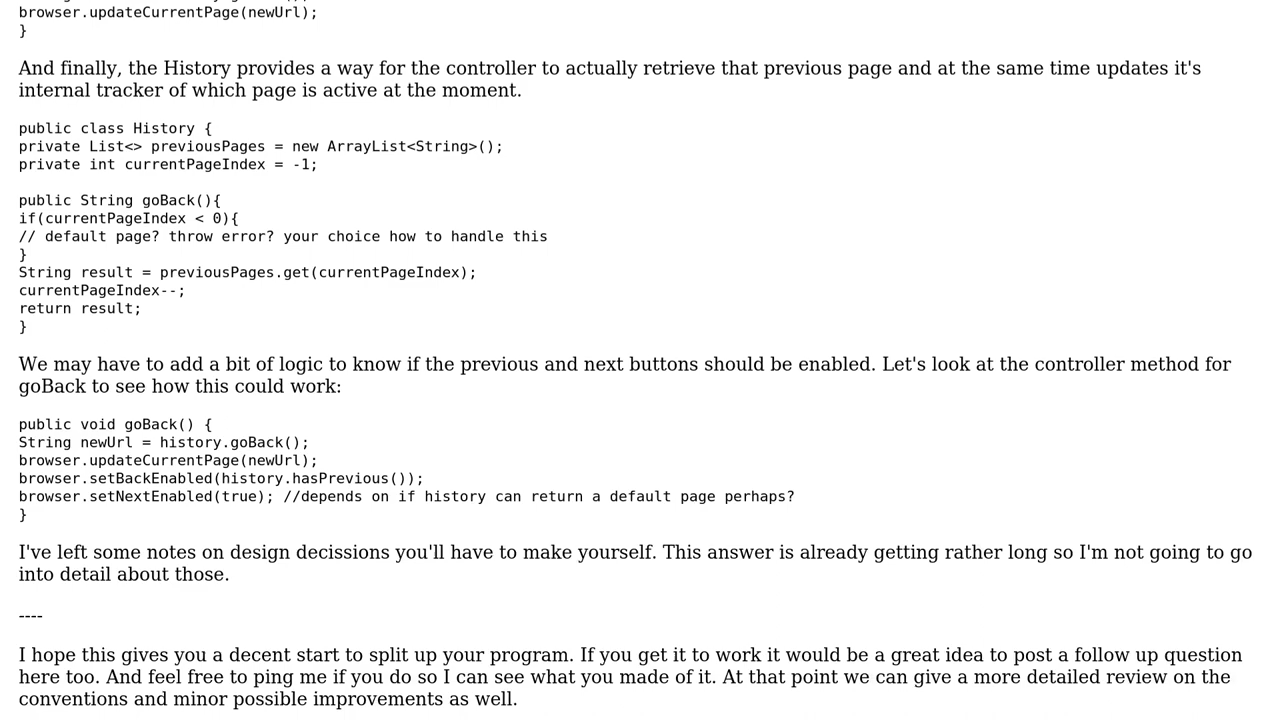 browser.updateCurrentPage(newUrl);
}
And finally, the History provides a way for the controller to actually retrieve that previous page and at the same time updates it's
internal tracker of which page is active at the moment.
public class History {
private List<> previousPages = new ArrayList<String>();
private int currentPageIndex = -1;
public String goBack(){
if(currentPageIndex < 0){
// default page? throw error? your choice how to handle this
}
String result = previousPages.get(currentPageIndex);
currentPageIndex--;
return result;
}
We may have to add a bit of logic to know if the previous and next buttons should be enabled. Let's look at the controller method for
goBack to see how this could work:
public void goBack() {
String newUrl = history.goBack();
browser.updateCurrentPage(newUrl);
browser.setBackEnabled(history.hasPrevious());
browser.setNextEnabled(true); //depends on if history can return a default page perhaps?
}
I've left some notes on design decissions you'll have to make yourself. This answer is already getting rather long so I'm not going to go
into detail about those.
----
I hope this gives you a decent start to split up your program. If you get it to work it would be a great idea to post a follow up question
here too. And feel free to ping me if you do so I can see what you made of it. At that point we can give a more detailed review on the
conventions and minor possible improvements as well.